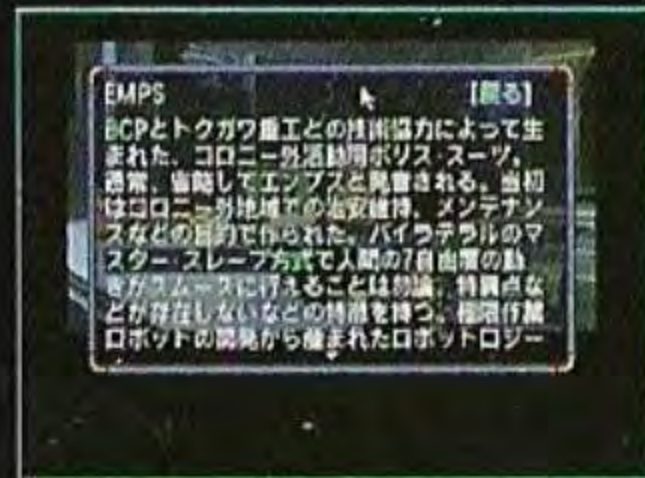 EMPS [戻る]
BCPとトクガワ重工との技術協力によって生
まれた、コロニー外活動用ポリス・スーツ。
通常、省略してエンプスと発音される。当初
はコロニー外地域での治安維持、メンテナン
スなどの目的で作られた。バイラテラルのマ
スター・スレーブ方式で人間の7自由度の動
きがスムースに行えることは勿論、特異点な
どが存在しないなどの特徴を持つ。極限作業
ロボットの開発から産まれたロボットロジー